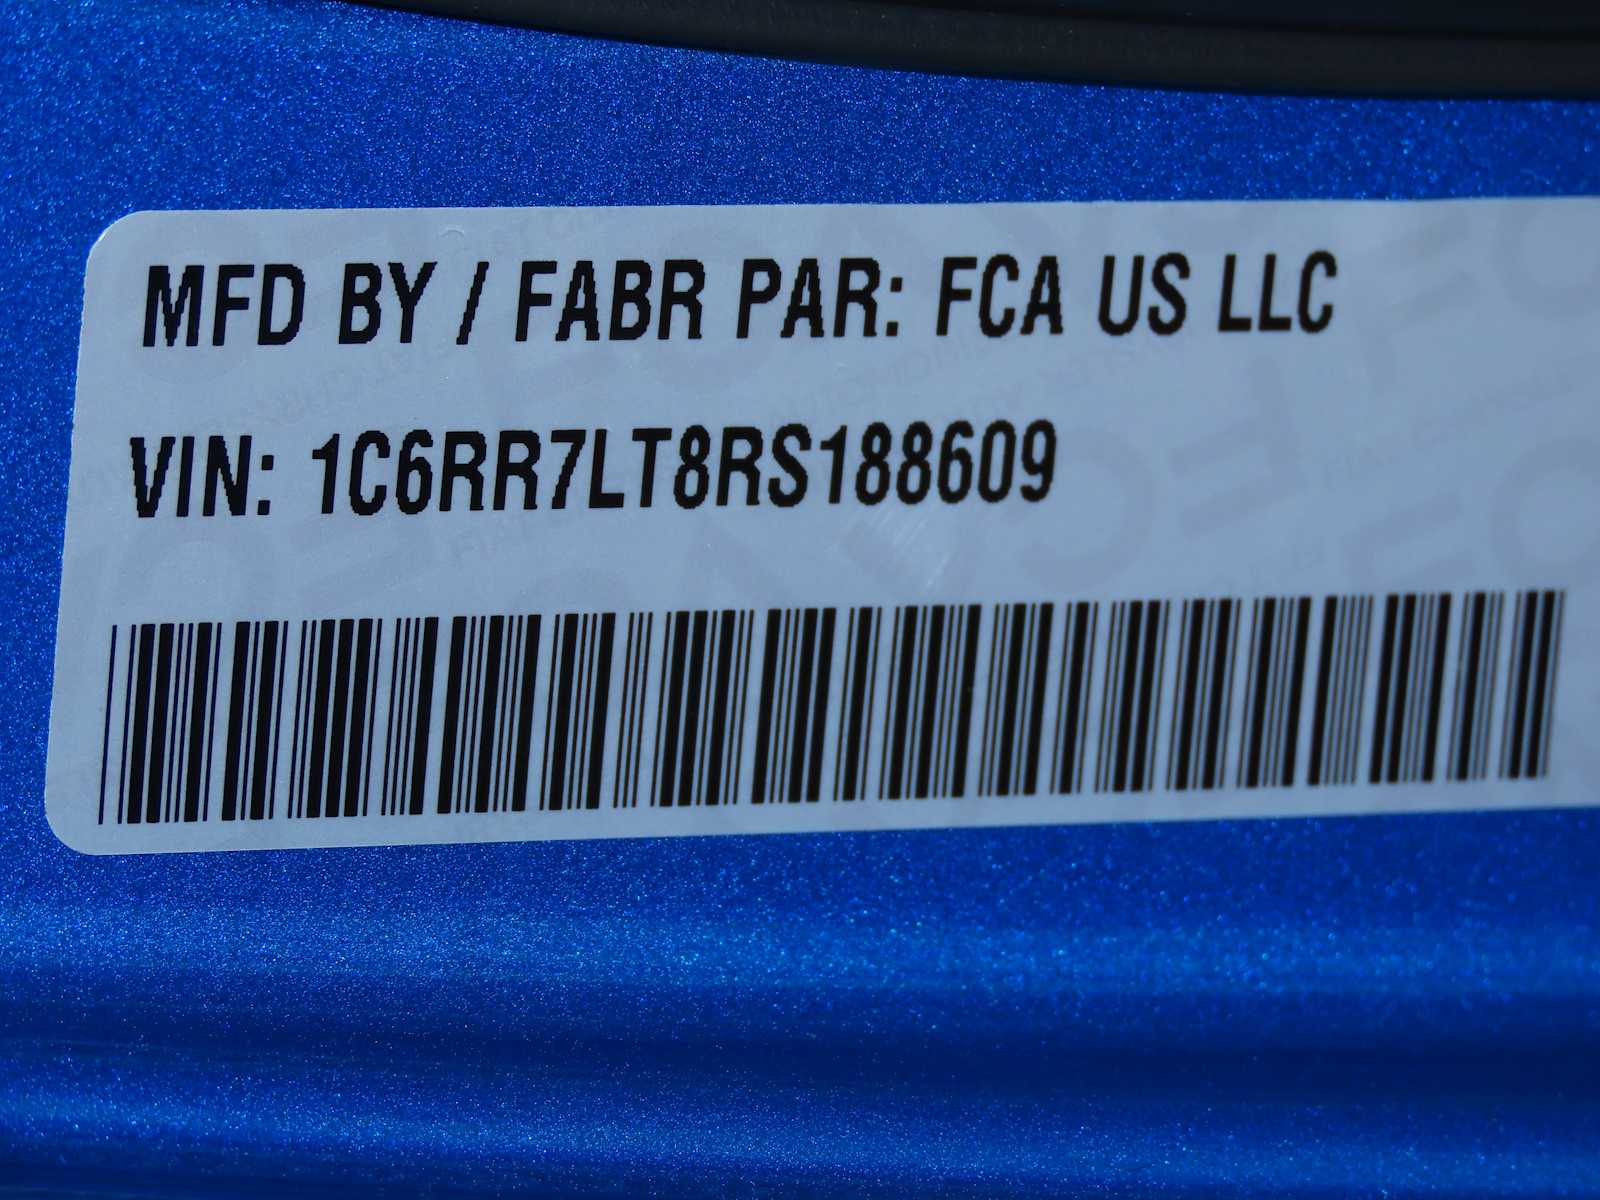 MFD BY / FABR PAR: FCA US LLC
VIN: 1C6RR7LT8RS188609